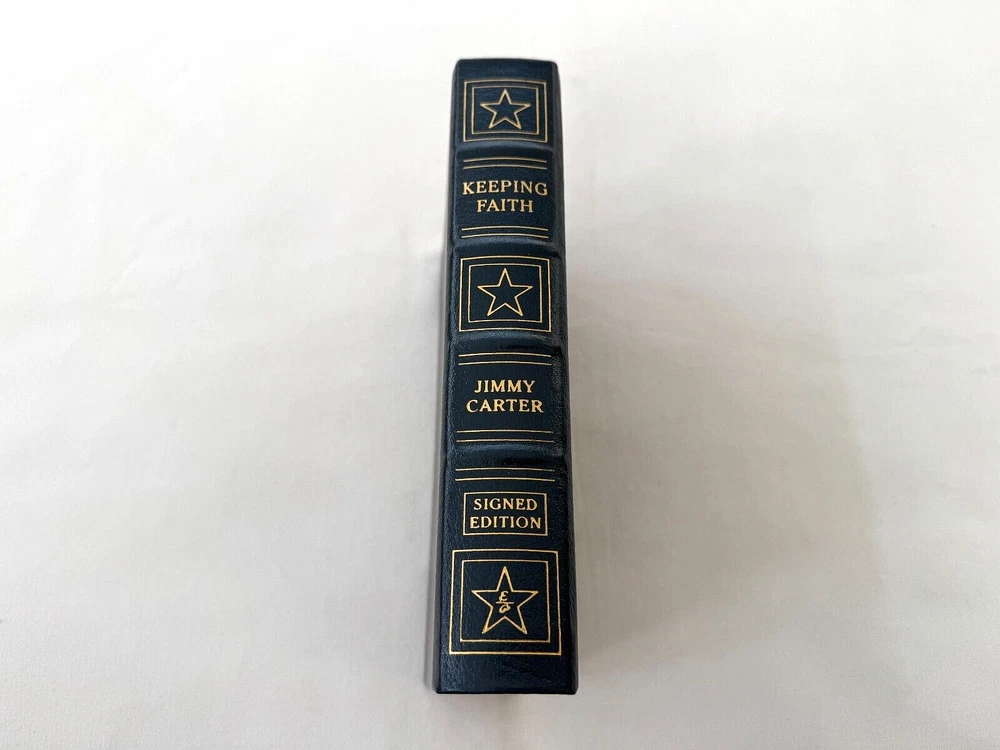 KEEPING
FAITH
JIMMY
CARTER
SIGNED
EDITION